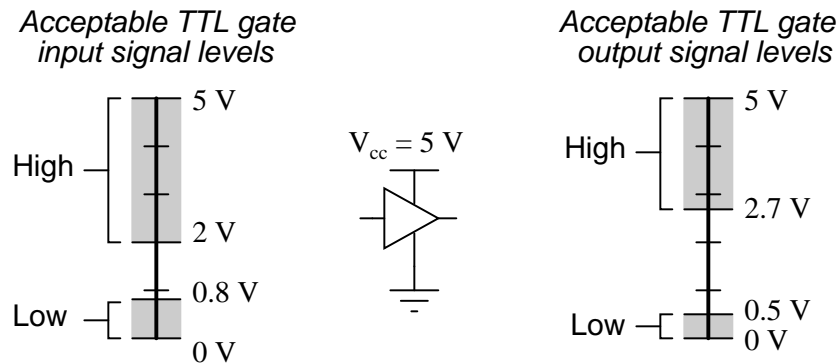 Acceptable TTL gate
input signal levels
High
5 V
2 V
Low
0.8 V
0 V
Vcc = 5 V
Acceptable TTL gate
output signal levels
High
5 V
2.7 V
Low
0.5 V
0 V